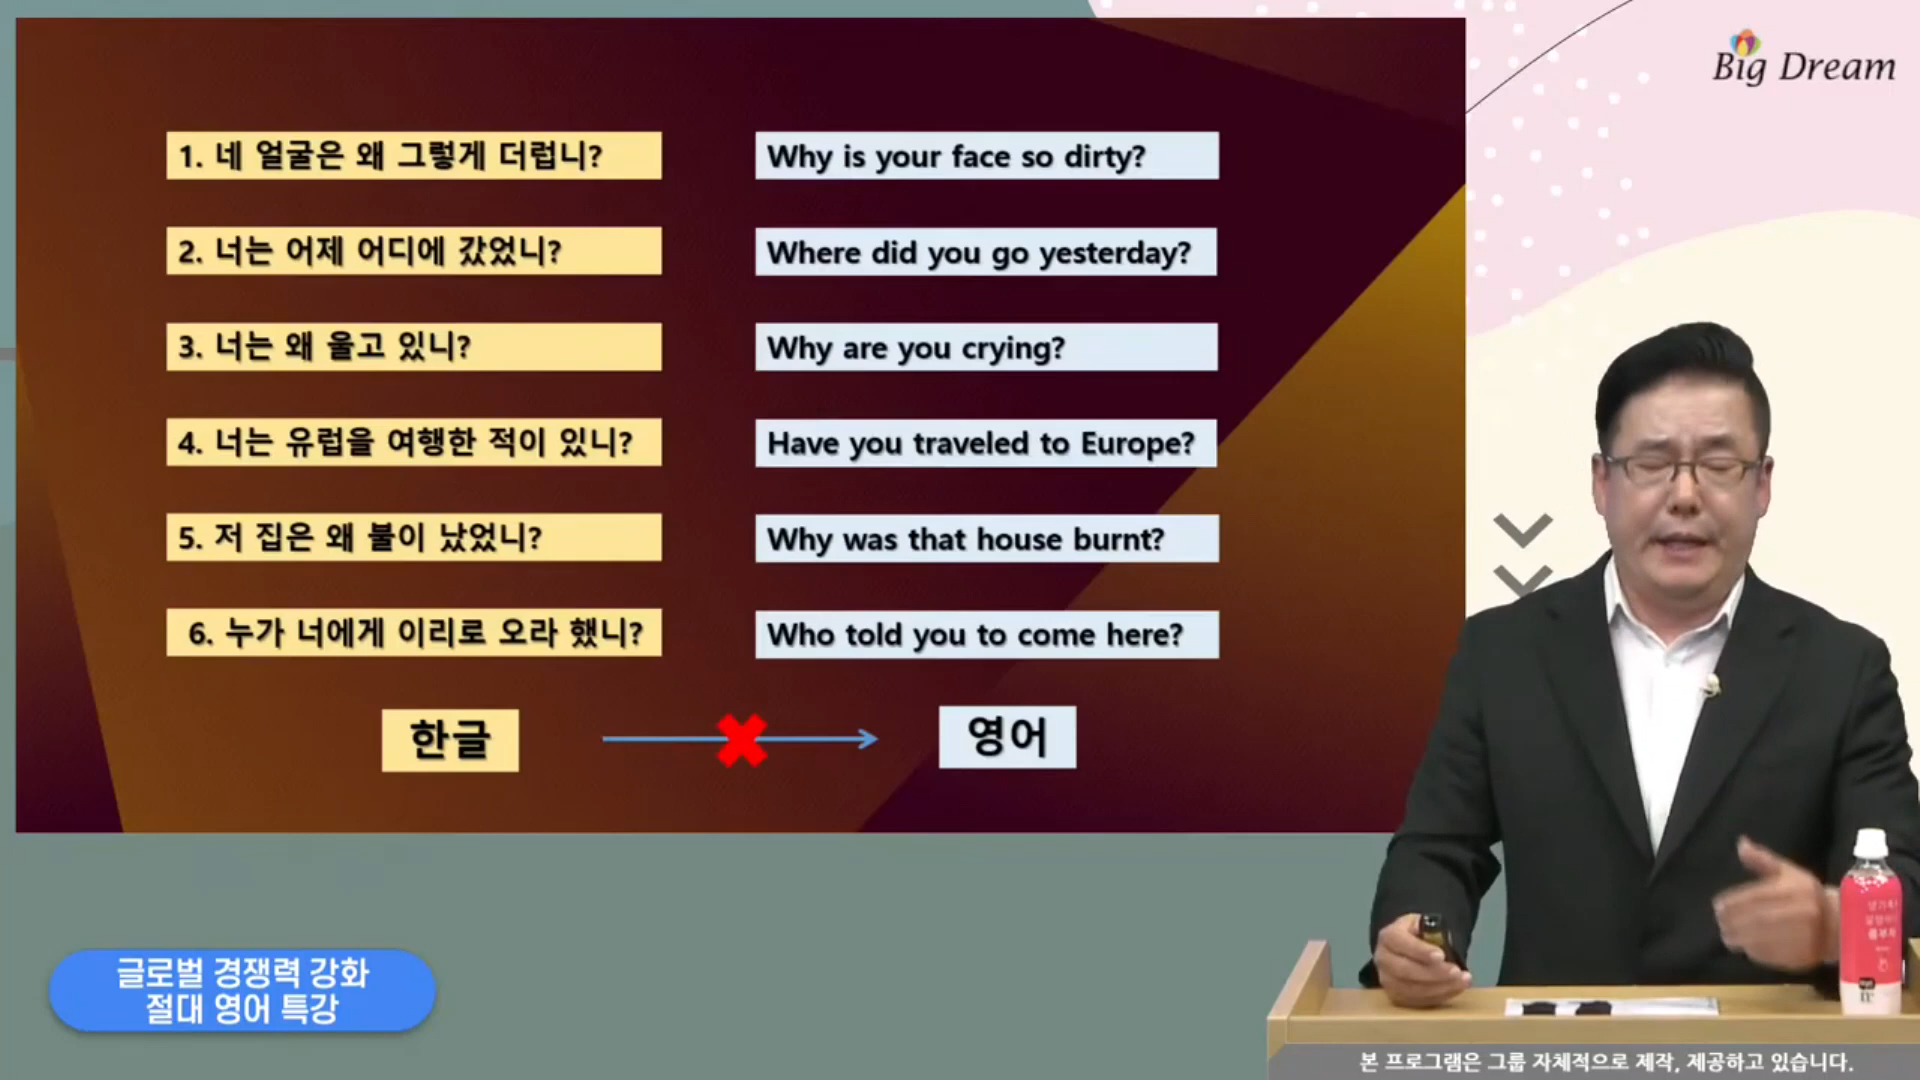 Big Dream
1. 네 얼굴은 왜 그렇게 더럽니?
Why is your face so dirty?
2. 너는 어제 어디에 갔었니?
Where did you go yesterday?
3. 너는 왜 울고 있니?
Why are you crying?
4. 너는 유럽을 여행한 적이 있니?
Have you traveled to Europe?
5. 저 집은 왜 불이 났었니?
Why was that house burnt?
6. 누가 너에게 이리로 오라 했니?
Who told you to come here?
한글
영어
글로벌 경쟁력 강화
절대 영어 특강
본 프로그램은 그룹 자체적으로 제작, 제공하고 있습니다.